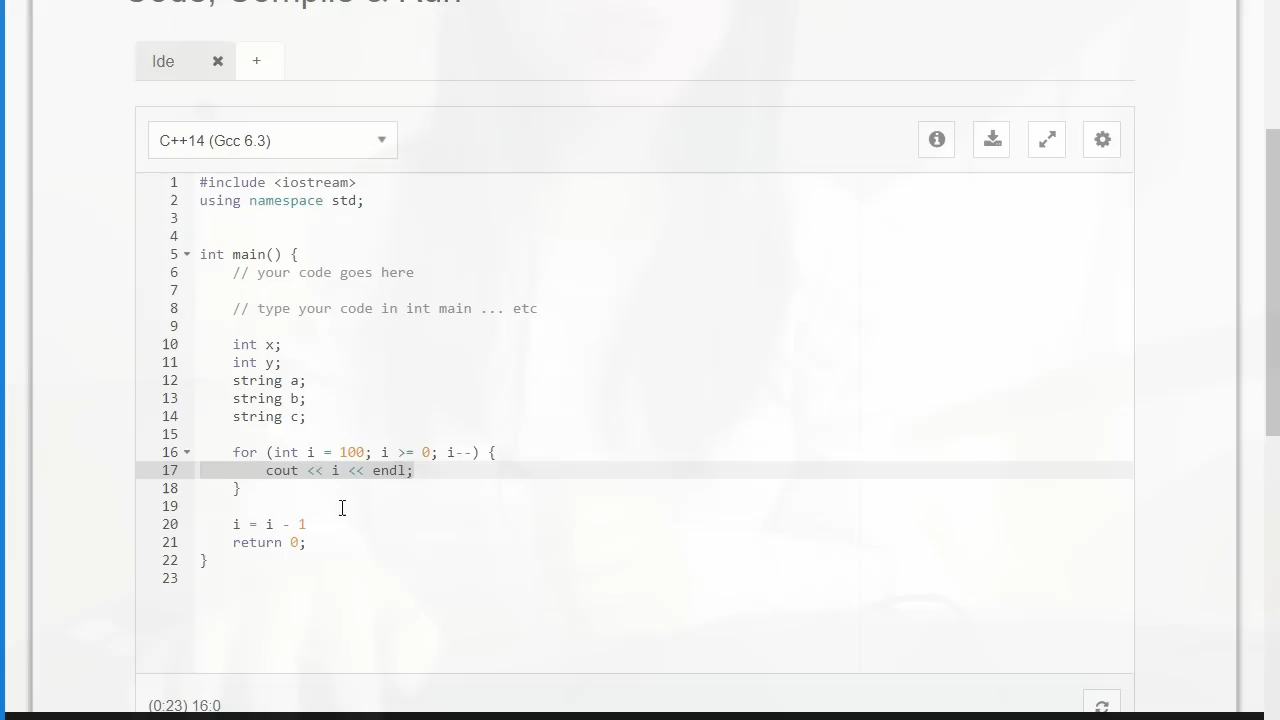 Code, Compile & Run
Ide
+
C++14 (Gcc 6.3)
1 #include <iostream>
2 using namespace std;
3
4
5 int main() {
6 // your code goes here
7
8 // type your code in int main ... etc
9
10 int x;
11 int y;
12 string a;
13 string b;
14 string c;
15
16 for (int i = 100; i >= 0; i--) {
17 cout << i << endl;
18 }
19
20 i = i - 1
21 return 0;
22 }
23
(0:23) 16:0